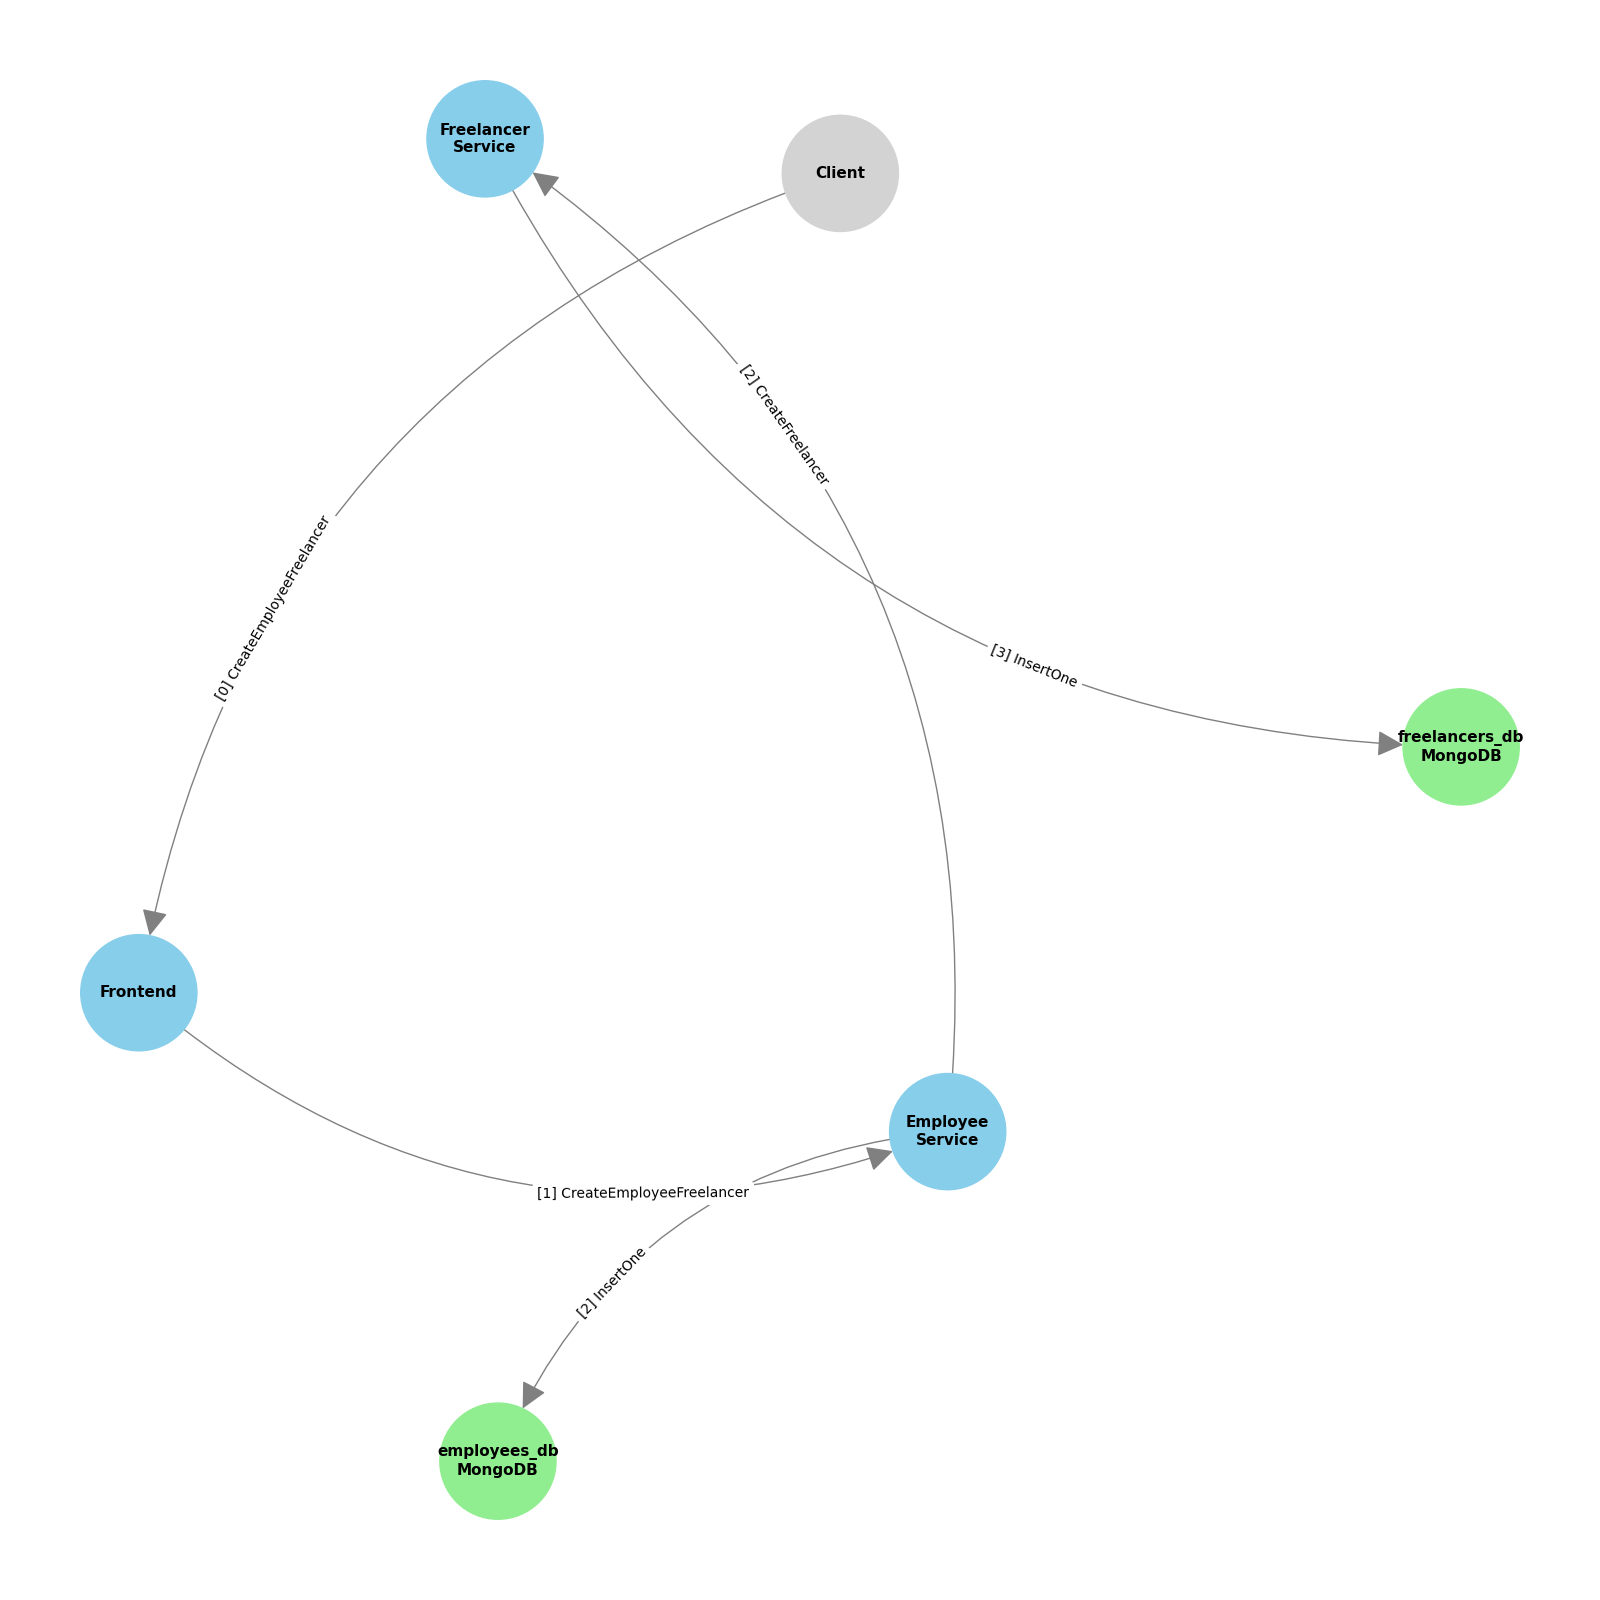 Freelancer
Service
Client
[2] CreateFreelancer
[0] CreateEmployeeFreelancer
[3] InsertOne
freelancers_db
MongoDB
Frontend
Employee
Service
[1] CreateEmployeeFreelancer
[2] InsertOne
employees_db
MongoDB